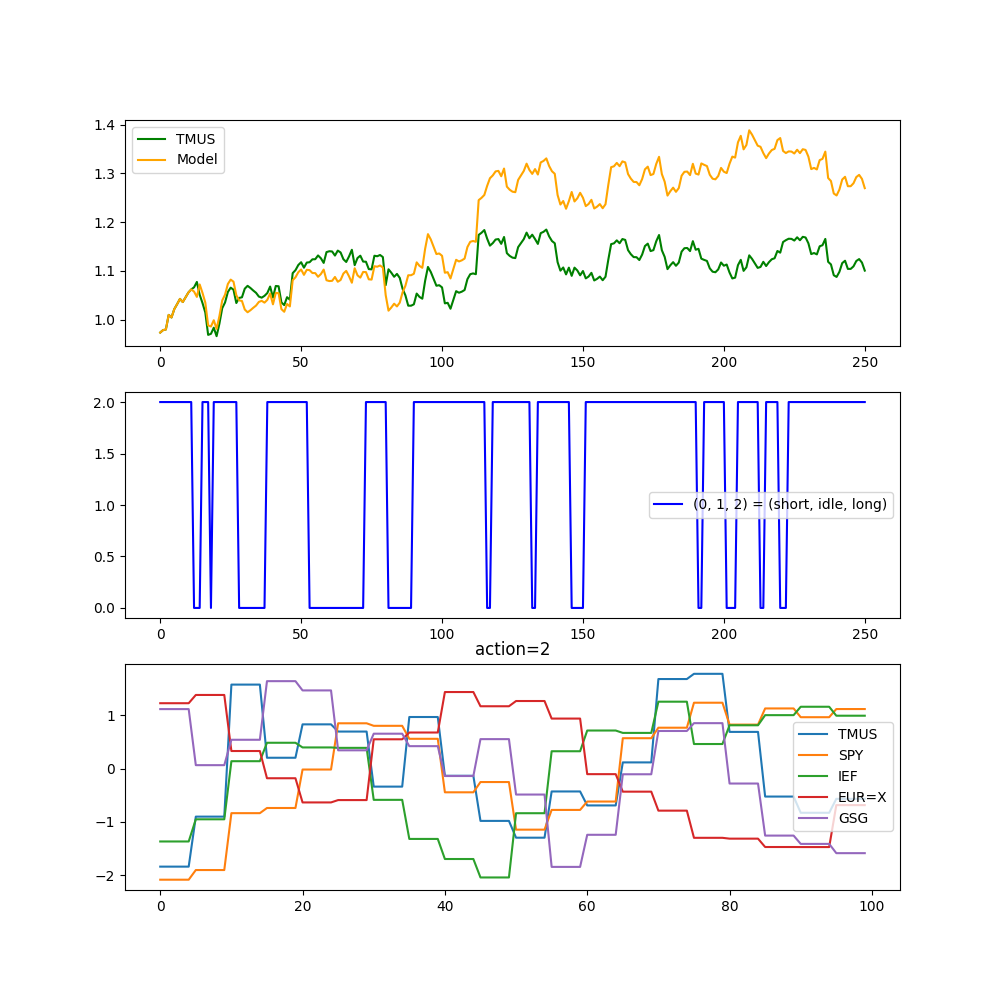 1.4
1.3
1.2
1.1
1.0
TMUS
Model
0 50 100 150 200 250
2.0
1.5
1.0
0.5
0.0
(0, 1, 2) = (short, idle, long)
0 50 100 150 200 250
action=2
1
0
−1
−2
TMUS
SPY
IEF
EUR=X
GSG
0 20 40 60 80 100